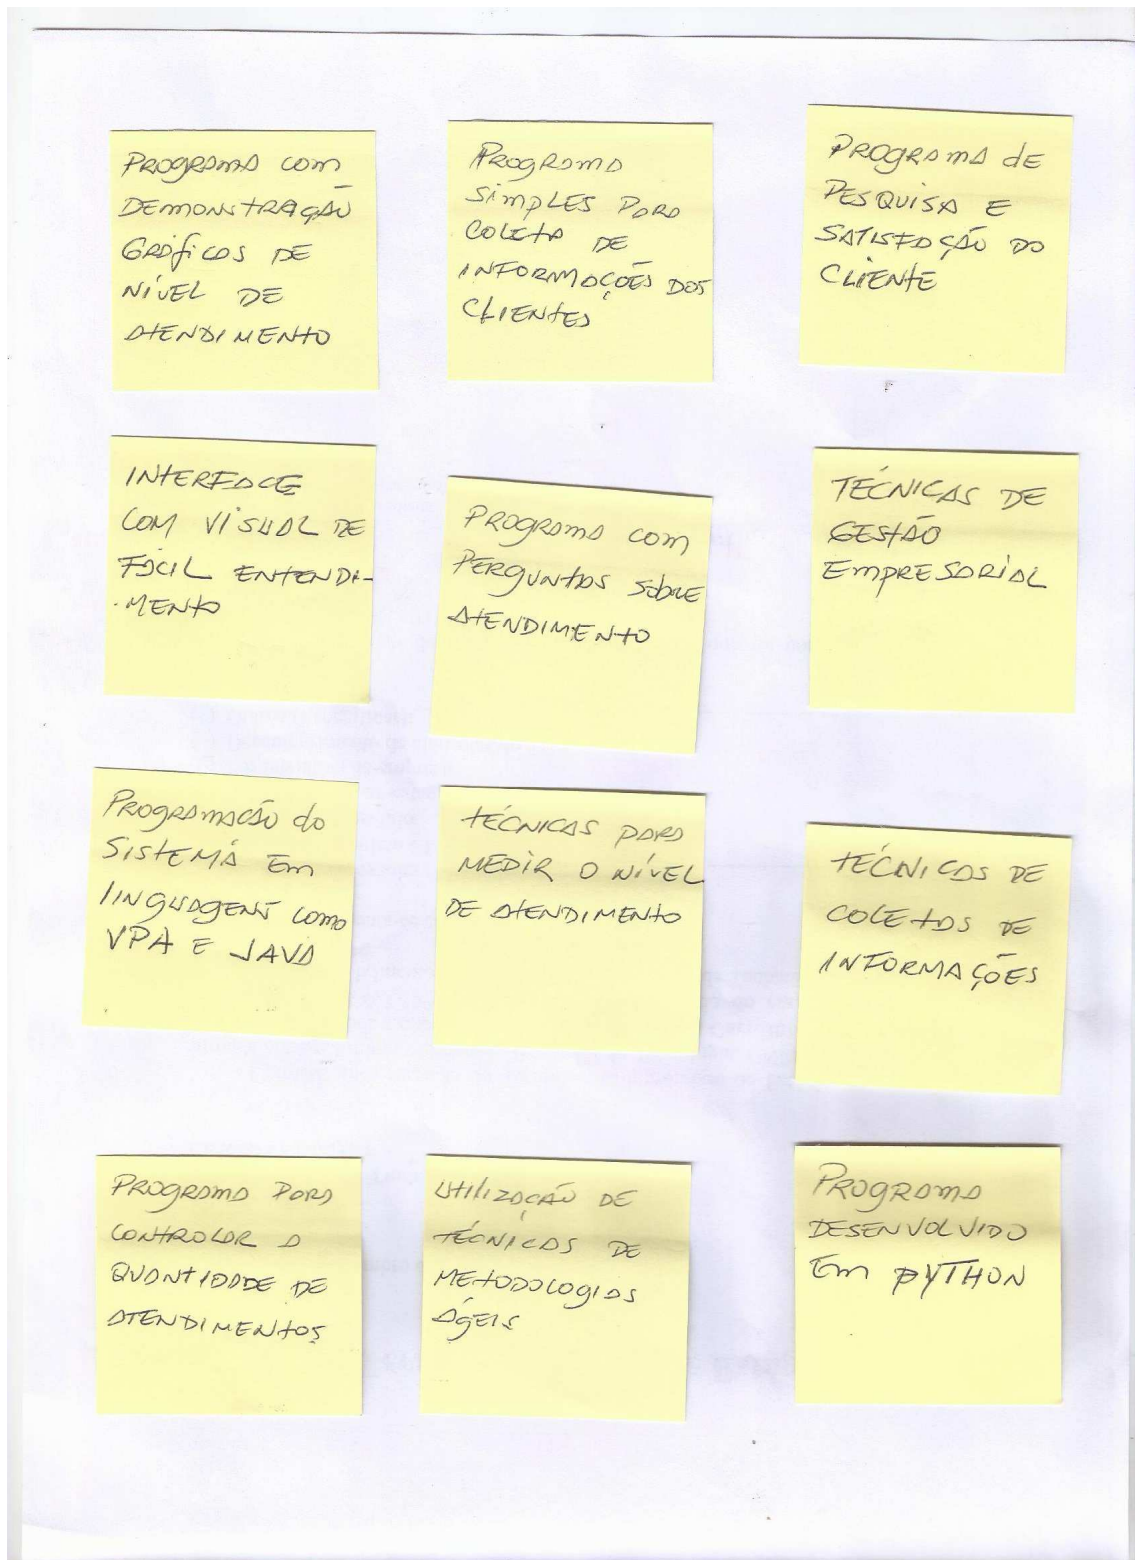 PROGRAMA COM
DEMONSTRAÇÃO
GRÁFICOS DE
NÍVEL DE
ATENDIMENTO
PROGRAMA
SIMPLES PARA
COLETA DE
INFORMAÇÕES DOS
CLIENTES
PROGRAMA DE
PESQUISA E
SATISFAÇÃO DO
CLIENTE
INTERFACE
COM VISUAL DE
FÁCIL ENTENDI-
-MENTO
PROGRAMA COM
PERGUNTAS SOBRE
ATENDIMENTO
TÉCNICAS DE
GESTÃO
EMPRESARIAL
PROGRAMAÇÃO do
SISTEMA Em
linguagens como
VPA E JAVA
TÉCNICAS PARA
MEDIR O NÍVEL
DE ATENDIMENTO
TÉCNICAS DE
COLETAS DE
INFORMAÇÕES
PROGRAMA PARA
CONTROLAR A
QUANTIDADE DE
ATENDIMENTOS
UTILIZAÇÃO DE
TÉCNICAS DE
METODOLOGIAS
ÁGEIS
PROGRAMA
DESENVOLVIDO
Em PYTHON